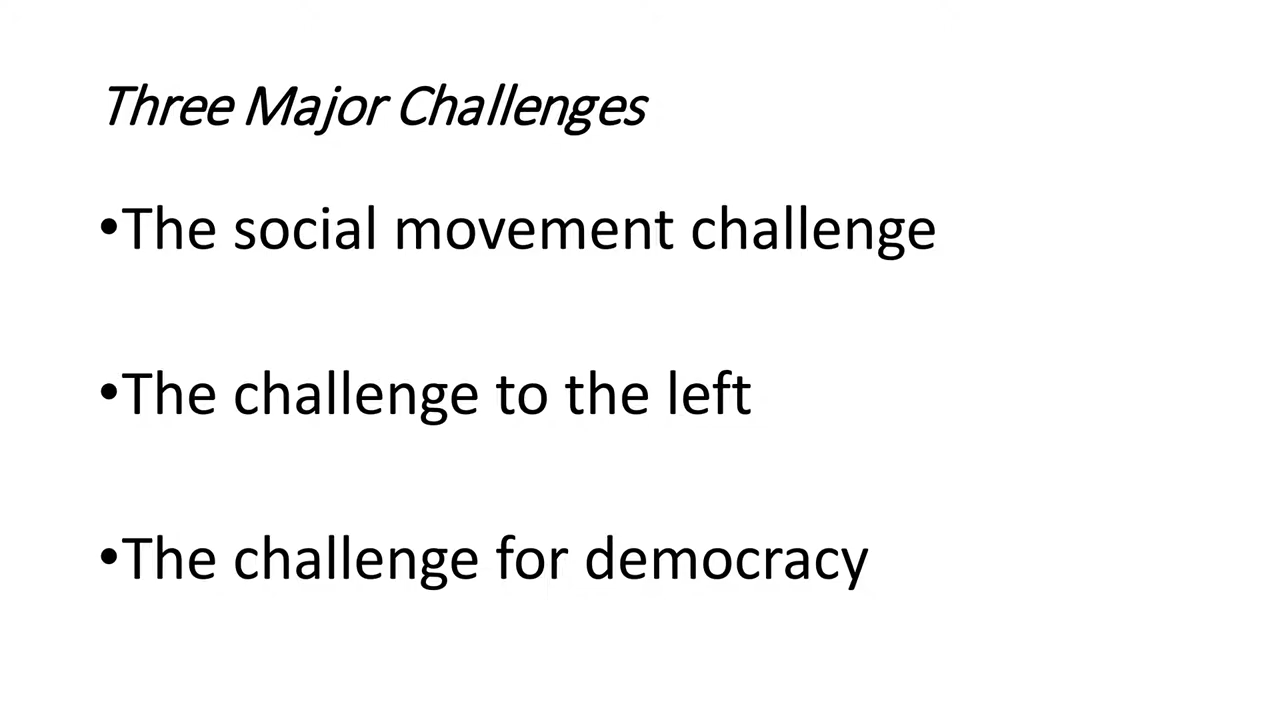 Three Major Challenges
•The social movement challenge
•The challenge to the left
•The challenge for democracy